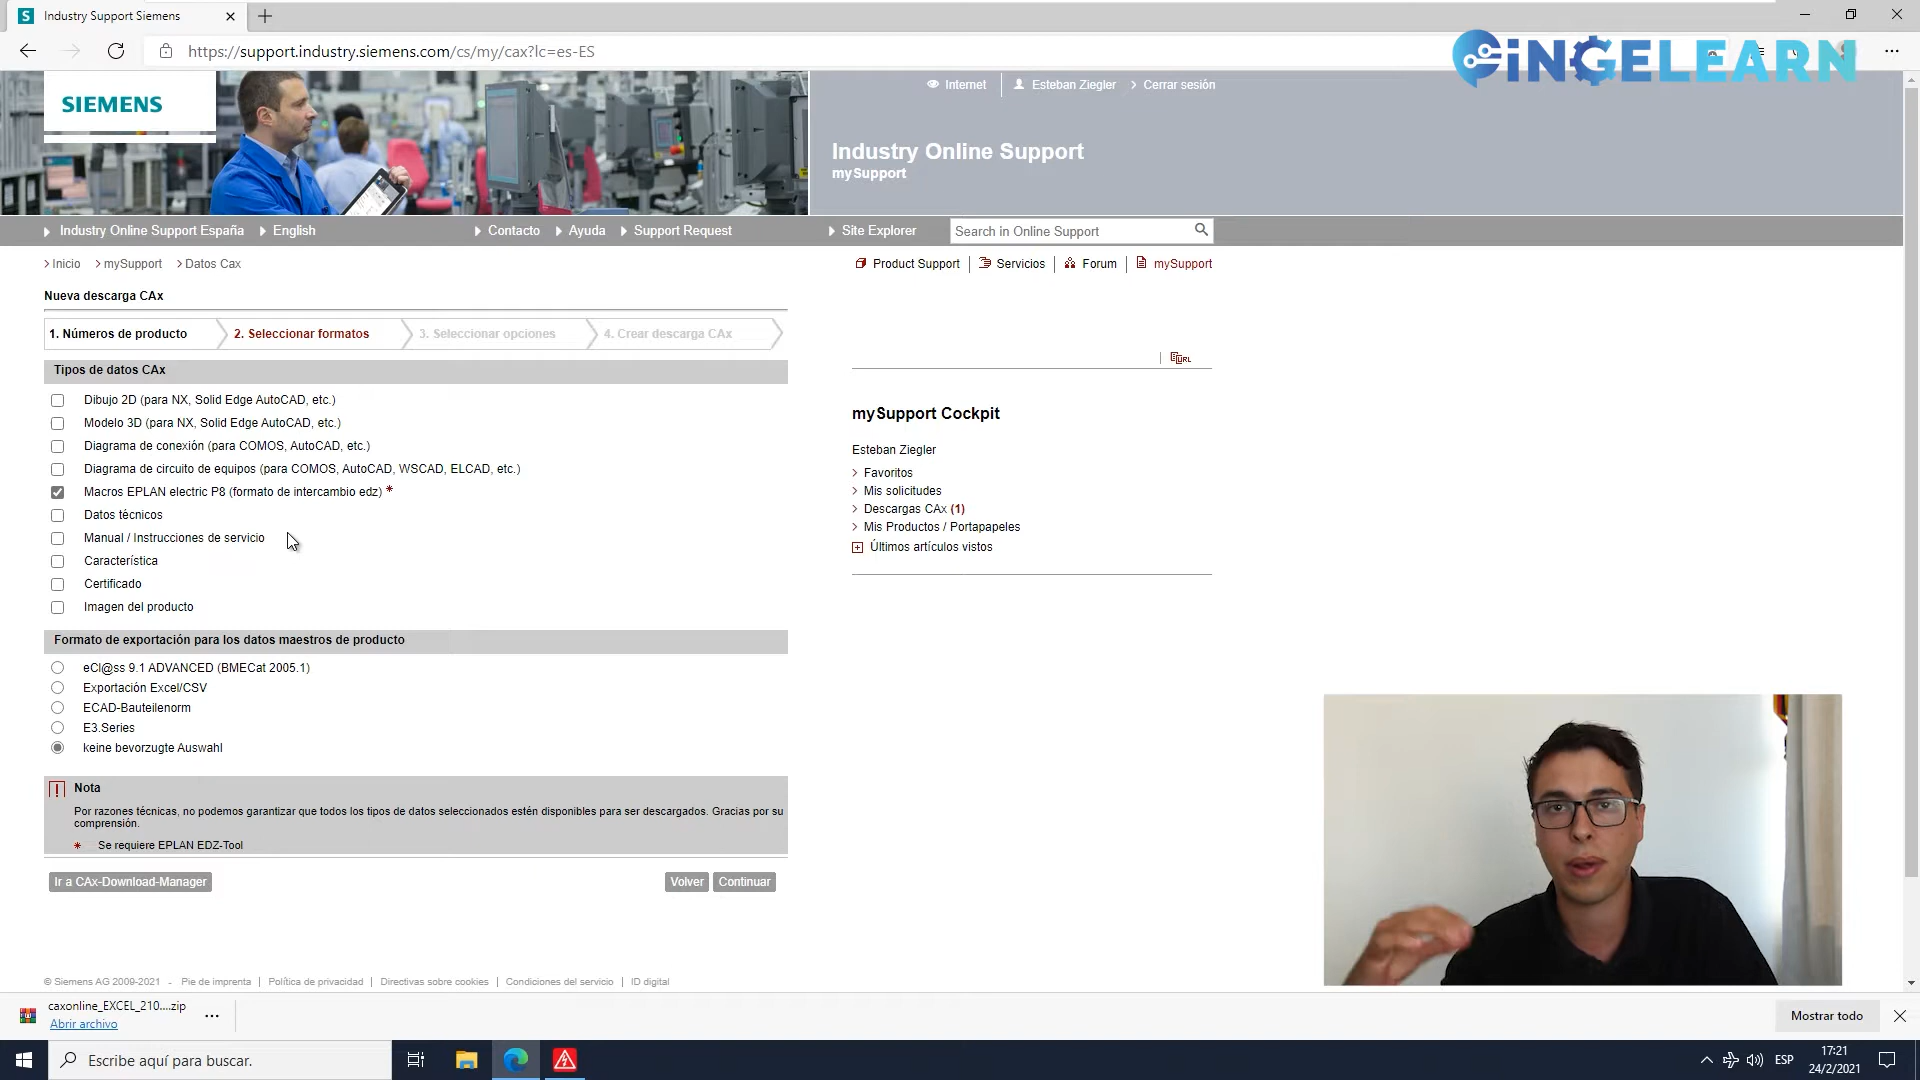 Industry Support Siemens
https://support.industry.siemens.com/cs/my/cax?lc=es-ES
iNGELEARN
SIEMENS
Internet
Esteban Ziegler
Cerrar sesión
Industry Online Support
mySupport
Industry Online Support España
English
Contacto
Ayuda
Support Request
Site Explorer
Search in Online Support
Inicio
mySupport
Datos Cax
Product Support
Servicios
Forum
mySupport
Nueva descarga CAx
1. Números de producto
2. Seleccionar formatos
3. Seleccionar opciones
4. Crear descarga CAx
URL
Tipos de datos CAx
Dibujo 2D (para NX, Solid Edge AutoCAD, etc.)
Modelo 3D (para NX, Solid Edge AutoCAD, etc.)
Diagrama de conexión (para COMOS, AutoCAD, etc.)
Diagrama de circuito de equipos (para COMOS, AutoCAD, WSCAD, ELCAD, etc.)
Macros EPLAN electric P8 (formato de intercambio edz) *
Datos técnicos
Manual / Instrucciones de servicio
Característica
Certificado
Imagen del producto
mySupport Cockpit
Esteban Ziegler
Favoritos
Mis solicitudes
Descargas CAx (1)
Mis Productos / Portapapeles
Últimos artículos vistos
Formato de exportación para los datos maestros de producto
eCl@ss 9.1 ADVANCED (BMECat 2005.1)
Exportación Excel/CSV
ECAD-Bauteilenorm
E3.Series
keine bevorzugte Auswahl
Nota
Por razones técnicas, no podemos garantizar que todos los tipos de datos seleccionados estén disponibles para ser descargados. Gracias por su
comprensión.
* Se requiere EPLAN EDZ-Tool
Ir a CAx-Download-Manager
Volver
Continuar
© Siemens AG 2009-2021 - Pie de imprenta | Política de privacidad | Directivas sobre cookies | Condiciones del servicio | ID digital
caxonline_EXCEL_210....zip
Abrir archivo
Mostrar todo
Escribe aquí para buscar.
ESP
17:21
24/2/2021